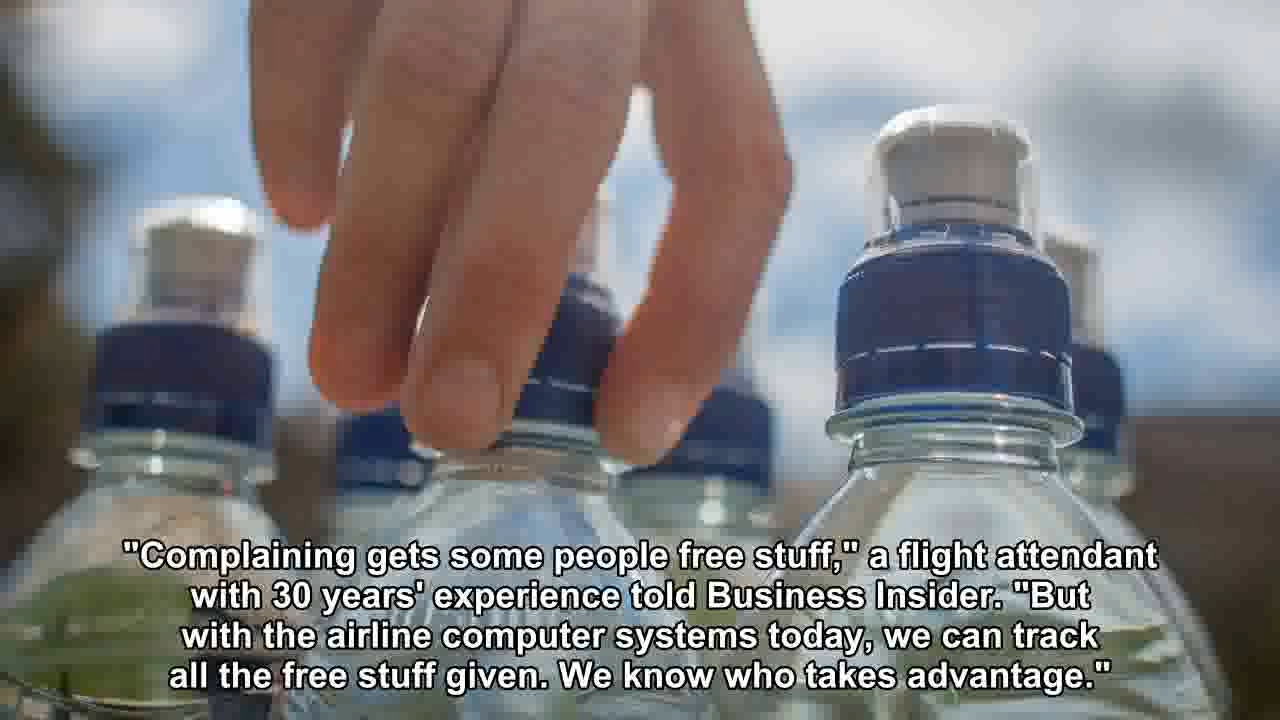 "Complaining gets some people free stuff," a flight attendant
with 30 years' experience told Business Insider. "But
with the airline computer systems today, we can track
all the free stuff given. We know who takes advantage."